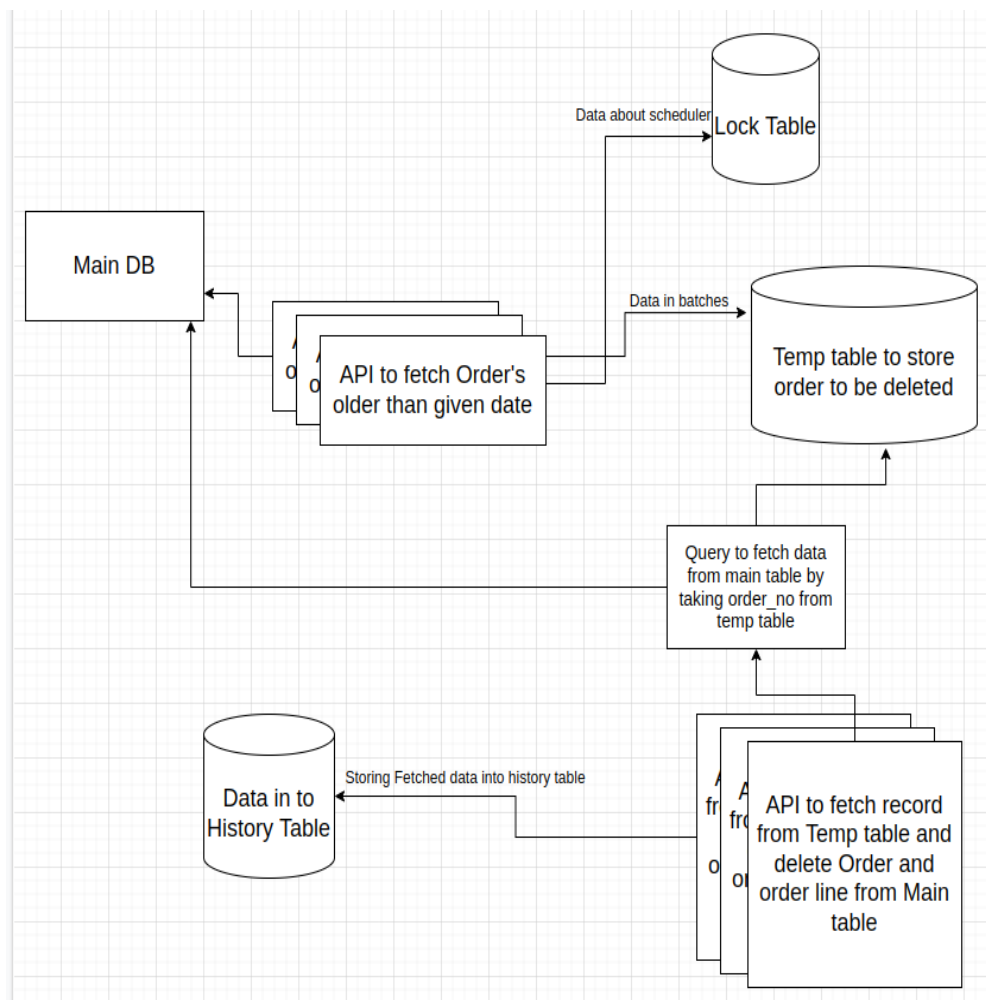 Data about scheduler
Lock Table
Main DB
Data in batches
API to fetch Order's
older than given date
Temp table to store
order to be deleted
Query to fetch data
from main table by
taking order_no from
temp table
Storing Fetched data into history table
Data in to
History Table
API to fetch record
from Temp table and
delete Order and
order line from Main
table